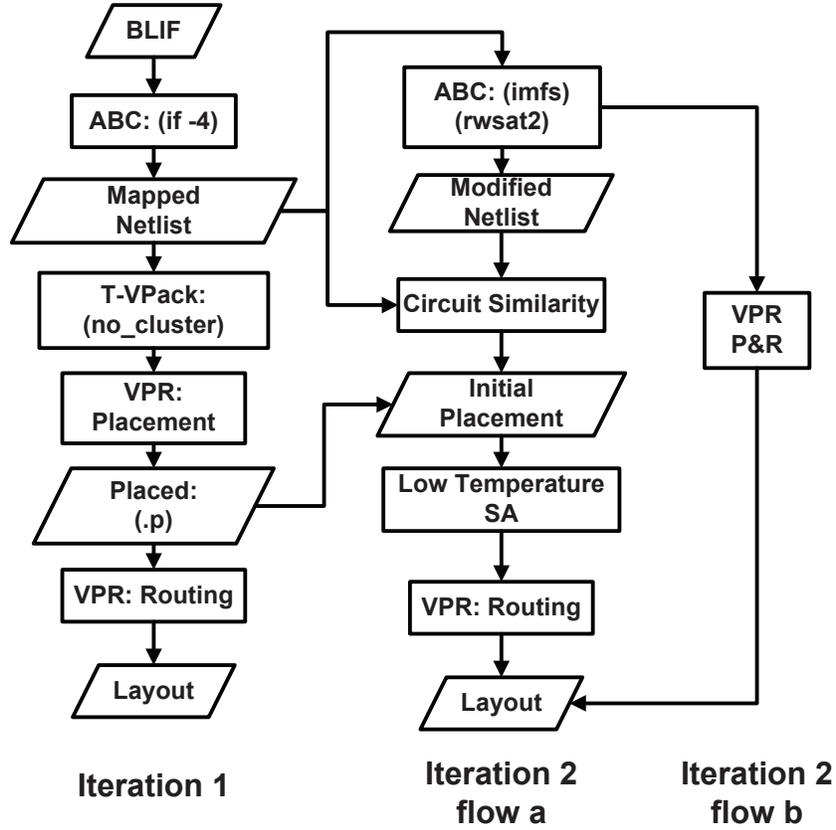 BLIF
ABC: (if -4)
Mapped
Netlist
T-VPack:
(no_cluster)
VPR:
Placement
Placed:
(.p)
VPR: Routing
Layout
Iteration 1
ABC: (imfs)
(rwsat2)
Modified
Netlist
Circuit Similarity
Initial
Placement
Low Temperature
SA
VPR: Routing
Layout
Iteration 2
flow a
VPR
P&R
Iteration 2
flow b